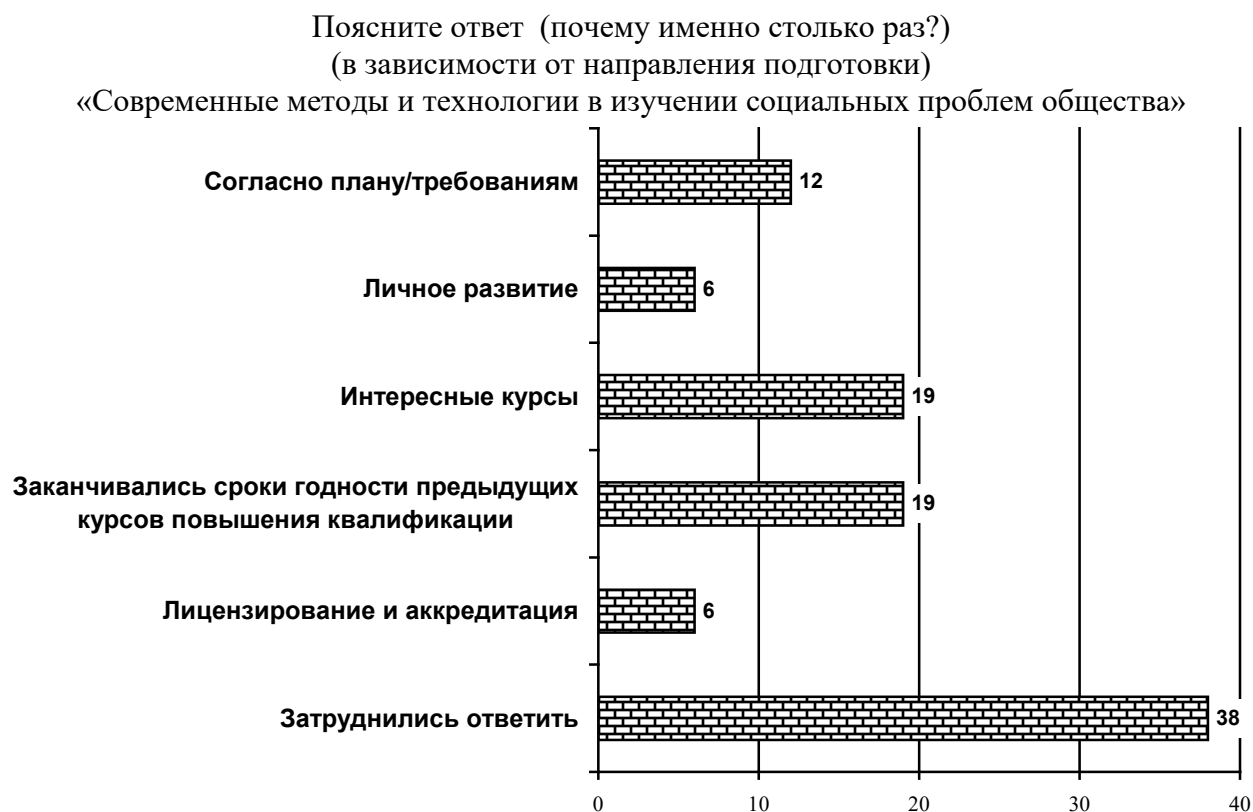 Поясните ответ (почему именно столько раз?)
(в зависимости от направления подготовки)
«Современные методы и технологии в изучении социальных проблем общества»
Согласно плану/требованиям
12
Личное развитие
6
Интересные курсы
19
Заканчивались сроки годности предыдущих
курсов повышения квалификации
19
Лицензирование и аккредитация
6
Затруднились ответить
38
0 10 20 30 40